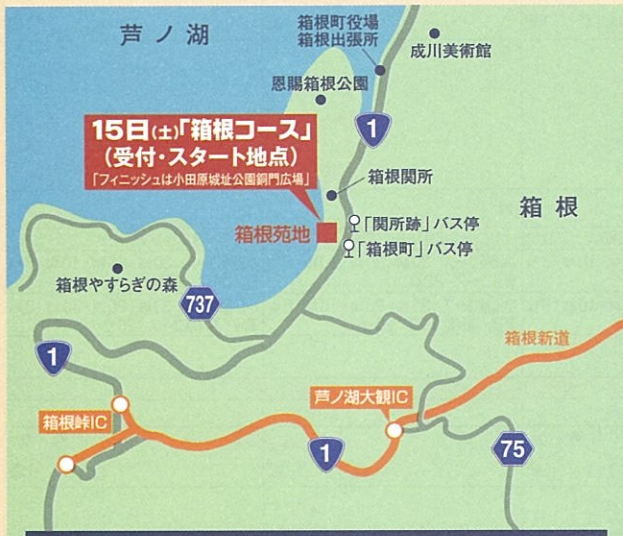 芦ノ湖
箱根町役場
箱根出張所
成川美術館
恩賜箱根公園
15日(土)「箱根コース」
(受付・スタート地点)
「フィニッシュは小田原城址公園銅門広場」
1
箱根関所
箱根
「関所跡」バス停
箱根苑地
「箱根町」バス停
箱根やすらぎの森
737
箱根新道
1
芦ノ湖大観IC
箱根峠IC
1
75